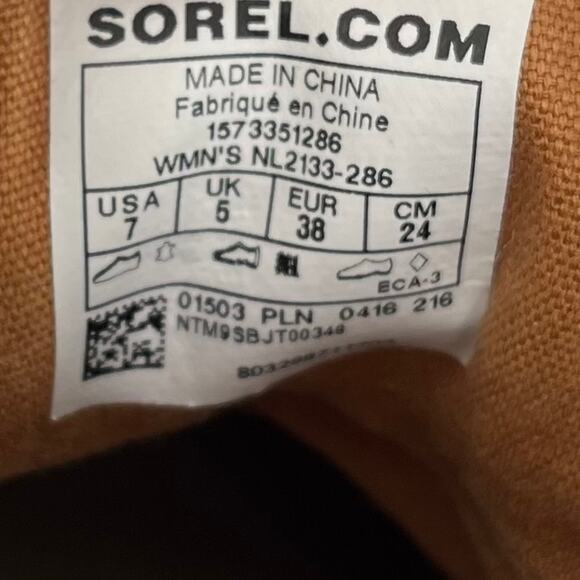 SOREL.COM
MADE IN CHINA
Fabriqué en Chine
1573351286
WMN'S NL2133-286
USA UK EUR CM
7 5 38 24
ECA-3
01503 PLN 0416 216
NTM9SBJT00348